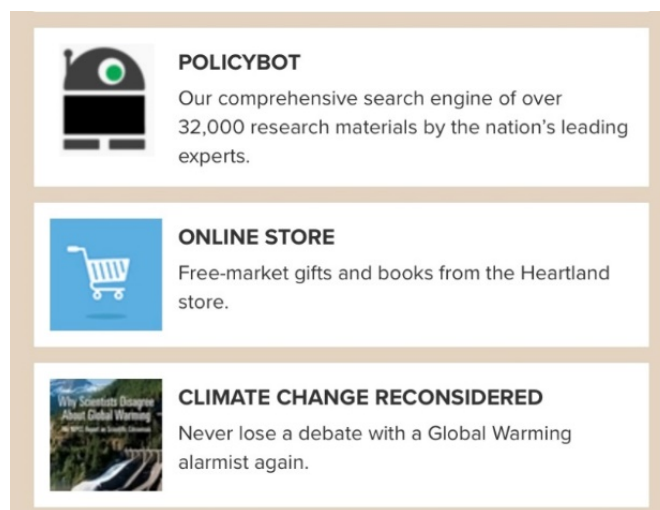 POLICYBOT
Our comprehensive search engine of over
32,000 research materials by the nation's leading
experts.
ONLINE STORE
Free-market gifts and books from the Heartland
store.
Why Scientists Disagree
About Global Warming
CLIMATE CHANGE RECONSIDERED
Never lose a debate with a Global Warming
alarmist again.